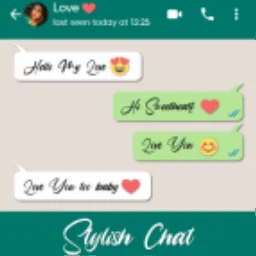 Love ❤️
last seen today at 13:25
Hello My Love 😍
Hi Sweetheart ❤️
Love You 😊
Love You too baby ❤️
Stylish Chat